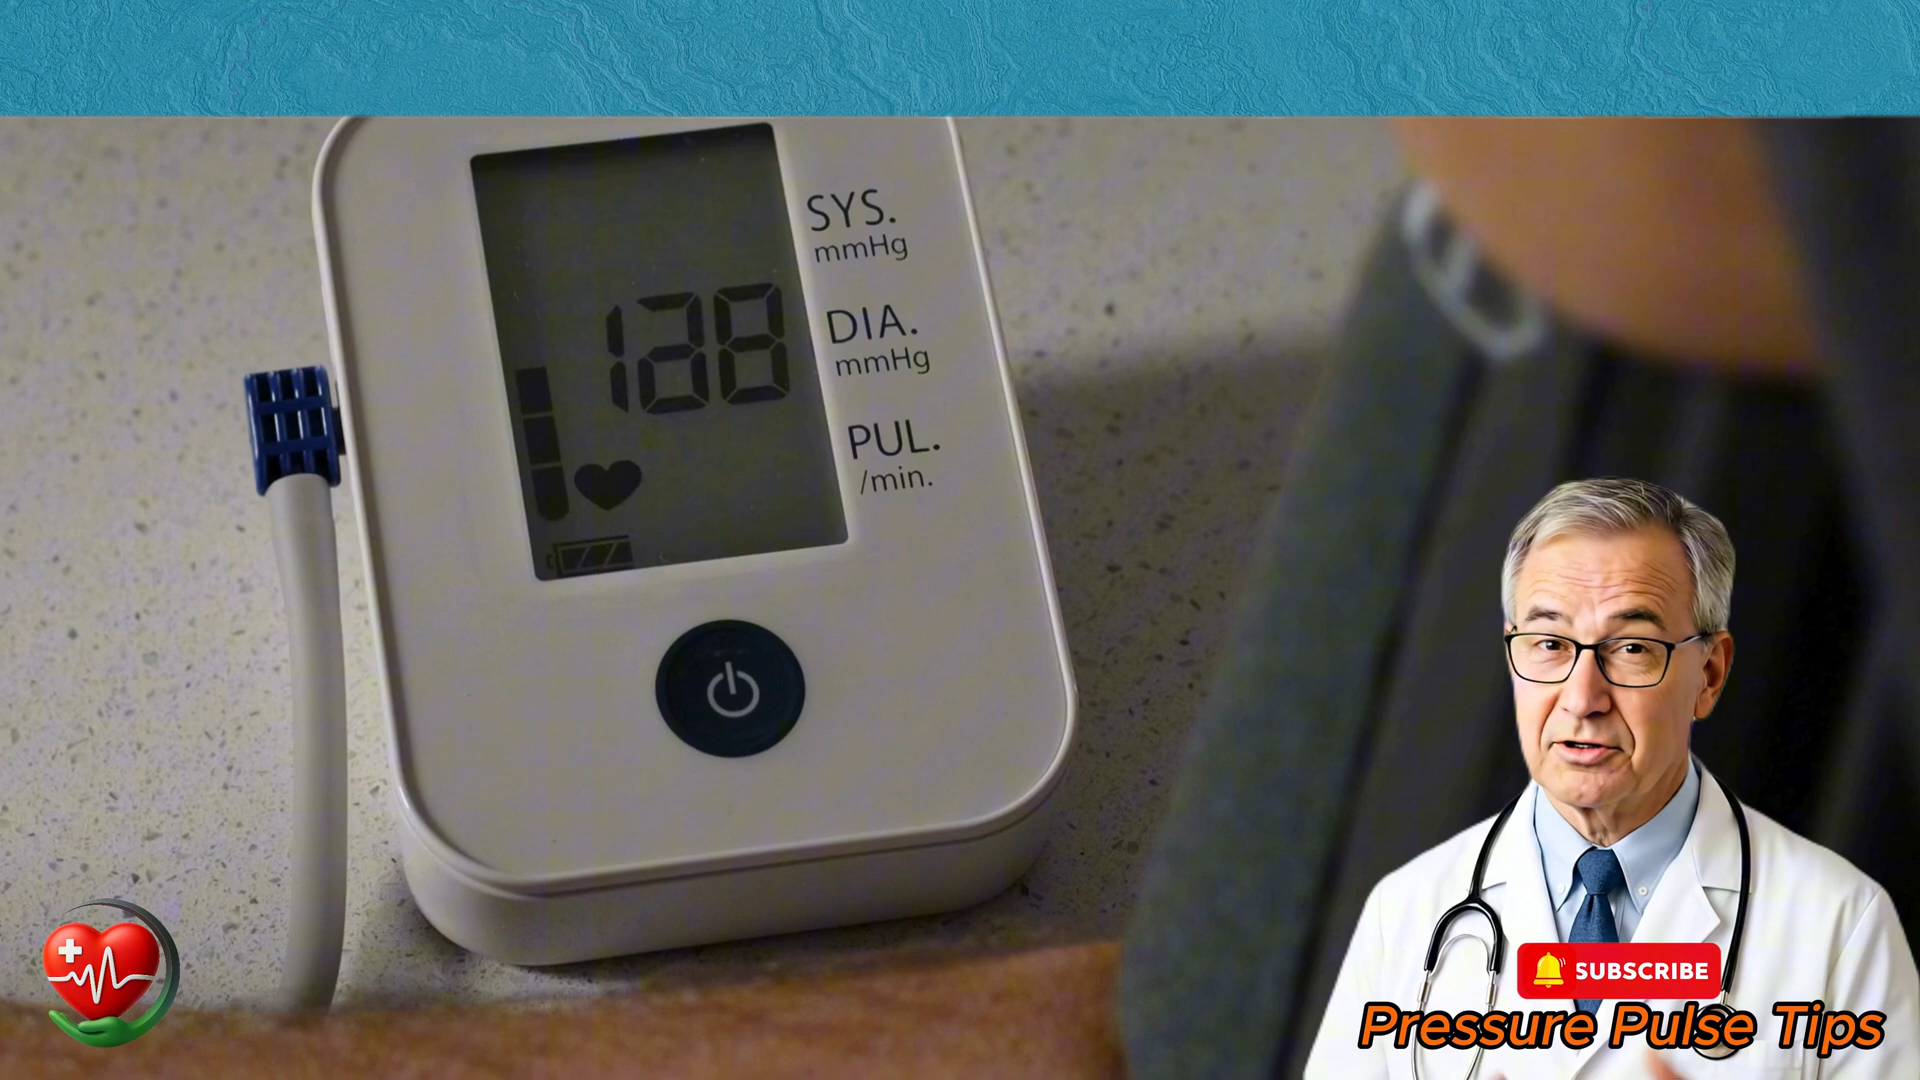 SYS.
mmHg
128
DIA.
mmHg
PUL.
/min.
SUBSCRIBE
Pressure Pulse Tips